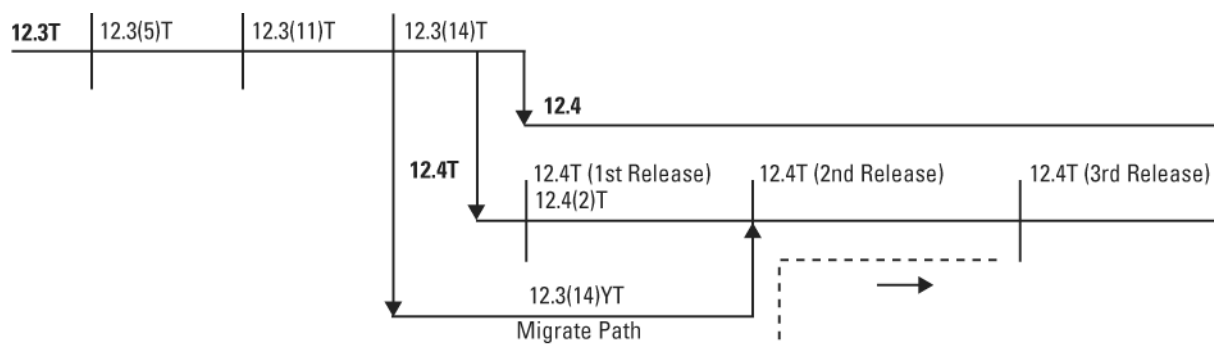 12.3T
12.3(5)T
12.3(11)T
12.3(14)T
12.4
12.4T
12.4T (1st Release)
12.4(2)T
12.4T (2nd Release)
12.4T (3rd Release)
12.3(14)YT
Migrate Path